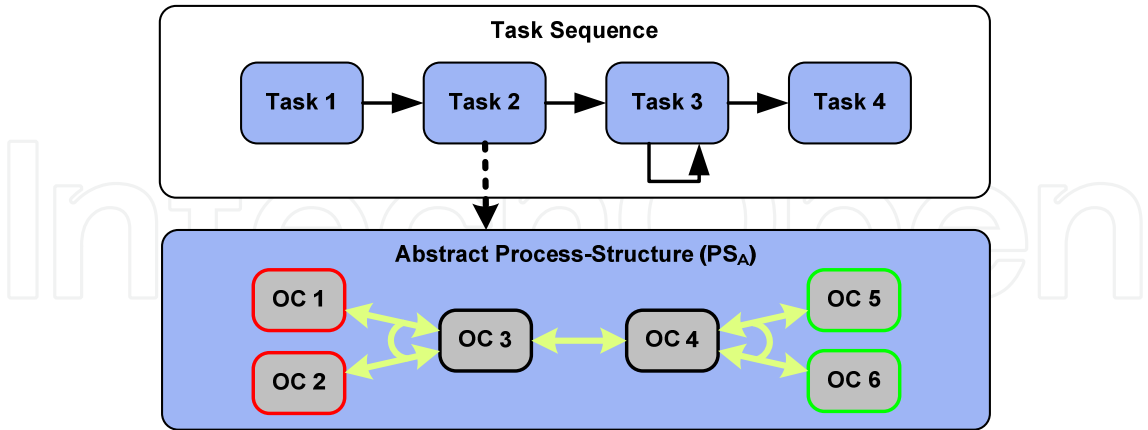 Task Sequence
Task 1
Task 2
Task 3
Task 4
Abstract Process-Structure (PSA)
OC 1
OC 2
OC 3
OC 4
OC 5
OC 6
IntechOpen